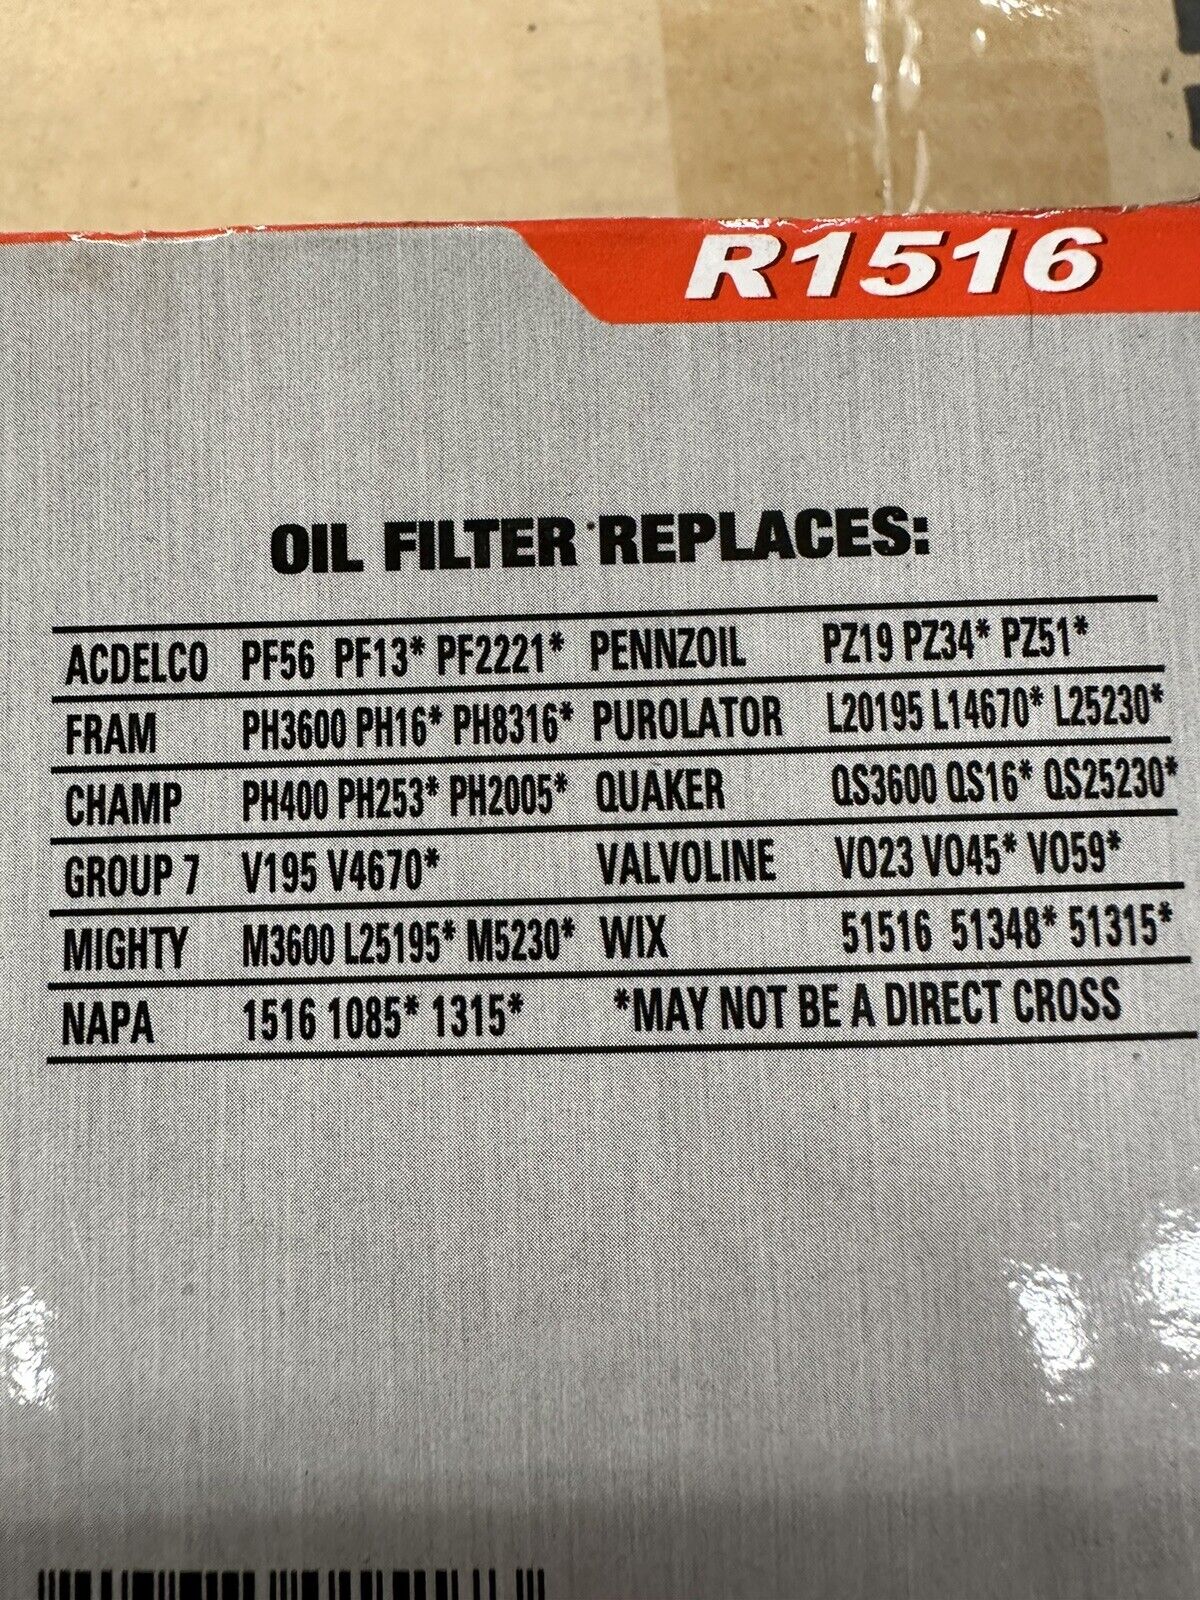 R1516
OIL FILTER REPLACES:
ACDELCO PF56 PF13* PF2221* PENNZOIL PZ19 PZ34* PZ51*
FRAM PH3600 PH16* PH8316* PUROLATOR L20195 L14670* L25230*
CHAMP PH400 PH253* PH2005* QUAKER QS3600 QS16* QS25230*
GROUP 7 V195 V4670* VALVOLINE VO23 VO45* VO59*
MIGHTY M3600 L25195* M5230* WIX 51516 51348* 51315*
NAPA 1516 1085* 1315* *MAY NOT BE A DIRECT CROSS